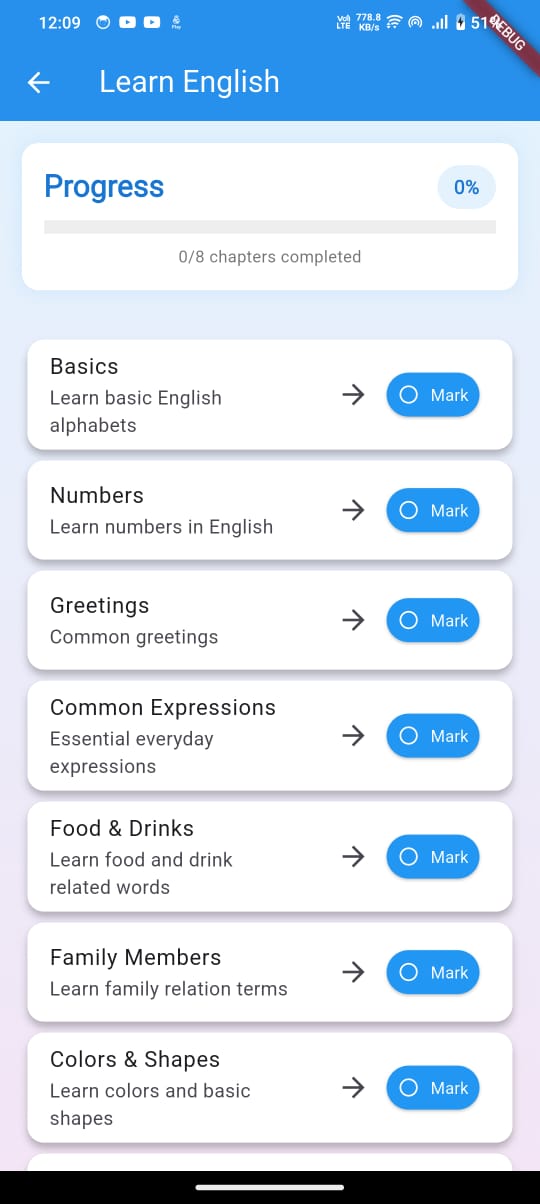 12:09
Play
Vo))
LTE
778.8
KB/s
51%
DEBUG
Learn English
Progress
0%
0/8 chapters completed
Basics
Learn basic English
alphabets
Mark
Numbers
Learn numbers in English
Mark
Greetings
Common greetings
Mark
Common Expressions
Essential everyday
expressions
Mark
Food & Drinks
Learn food and drink
related words
Mark
Family Members
Learn family relation terms
Mark
Colors & Shapes
Learn colors and basic
shapes
Mark